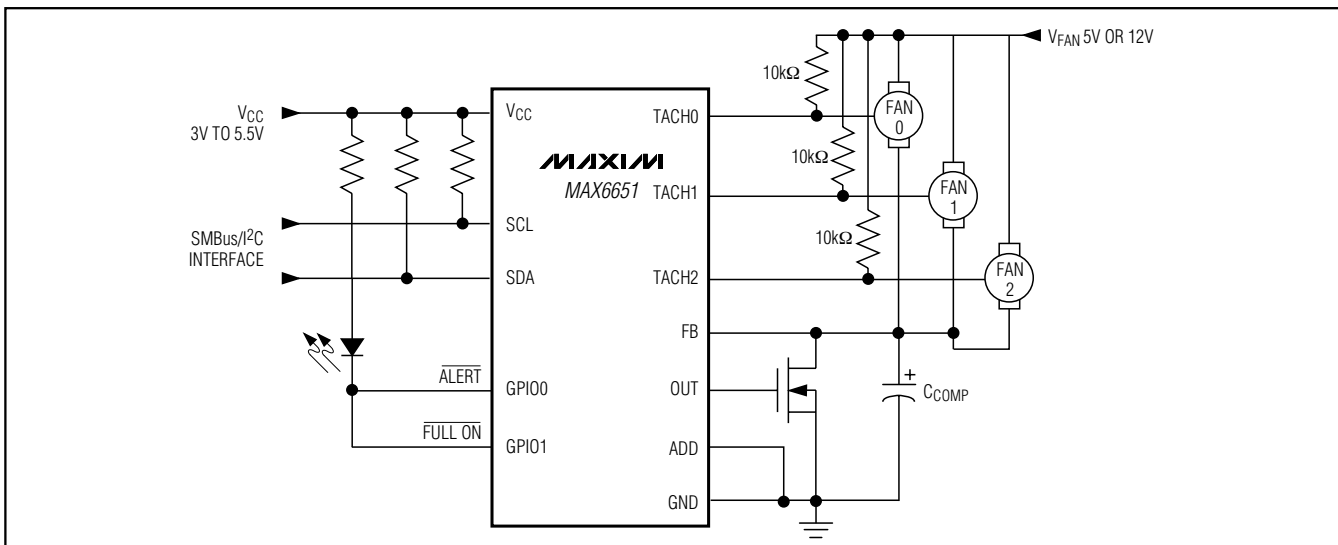 VFAN 5V OR 12V
10kΩ
FAN
0
VCC
3V TO 5.5V
VCC
TACH0
MAXIM
MAX6651
10kΩ
TACH1
FAN
1
SCL
SMBus/I2C
INTERFACE
10kΩ
SDA
TACH2
FAN
2
FB
ALERT
GPIO0
OUT
+
CCOMP
FULL ON
GPIO1
ADD
GND